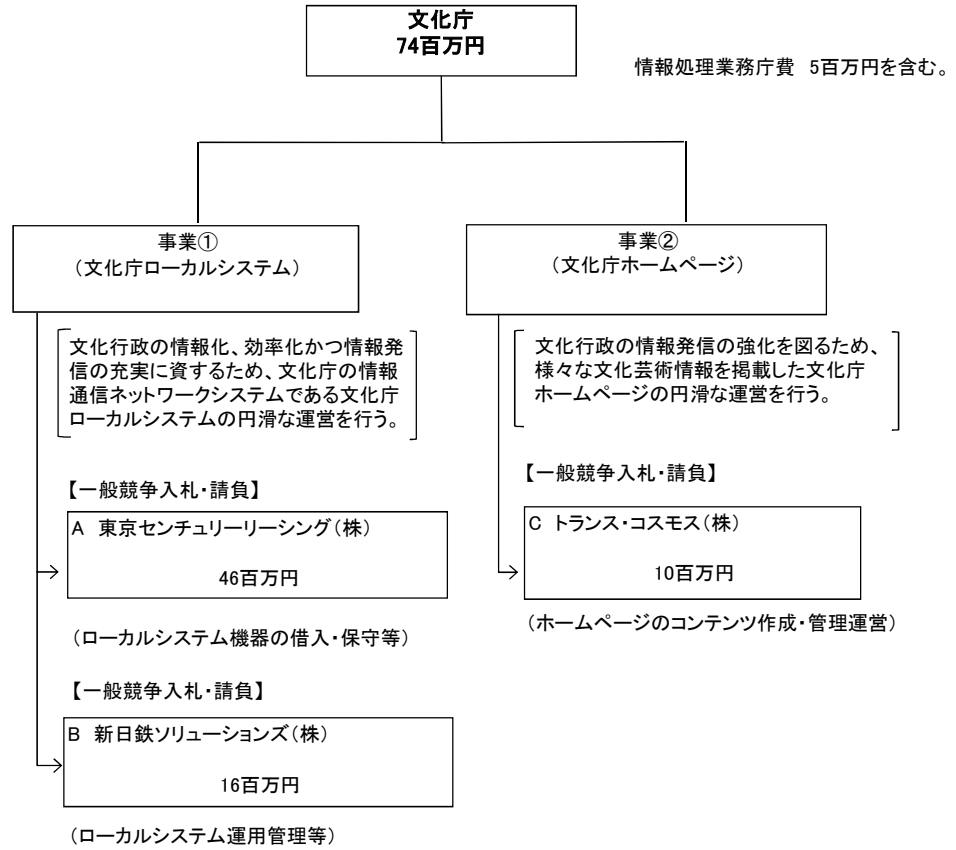 文化庁
74百万円
情報処理業務庁費 5百万円を含む。
事業①
（文化庁ローカルシステム）
文化行政の情報化、効率化かつ情報発
信の充実に資するため、文化庁の情報
通信ネットワークシステムである文化庁
ローカルシステムの円滑な運営を行う。
【一般競争入札・請負】
A 東京センチュリーリーシング（株）
46百万円
（ローカルシステム機器の借入・保守等）
【一般競争入札・請負】
B 新日鉄ソリューションズ（株）
16百万円
（ローカルシステム運用管理等）
事業②
（文化庁ホームページ）
文化行政の情報発信の強化を図るため、
様々な文化芸術情報を掲載した文化庁
ホームページの円滑な運営を行う。
【一般競争入札・請負】
C トランス・コスモス（株）
10百万円
（ホームページのコンテンツ作成・管理運営）